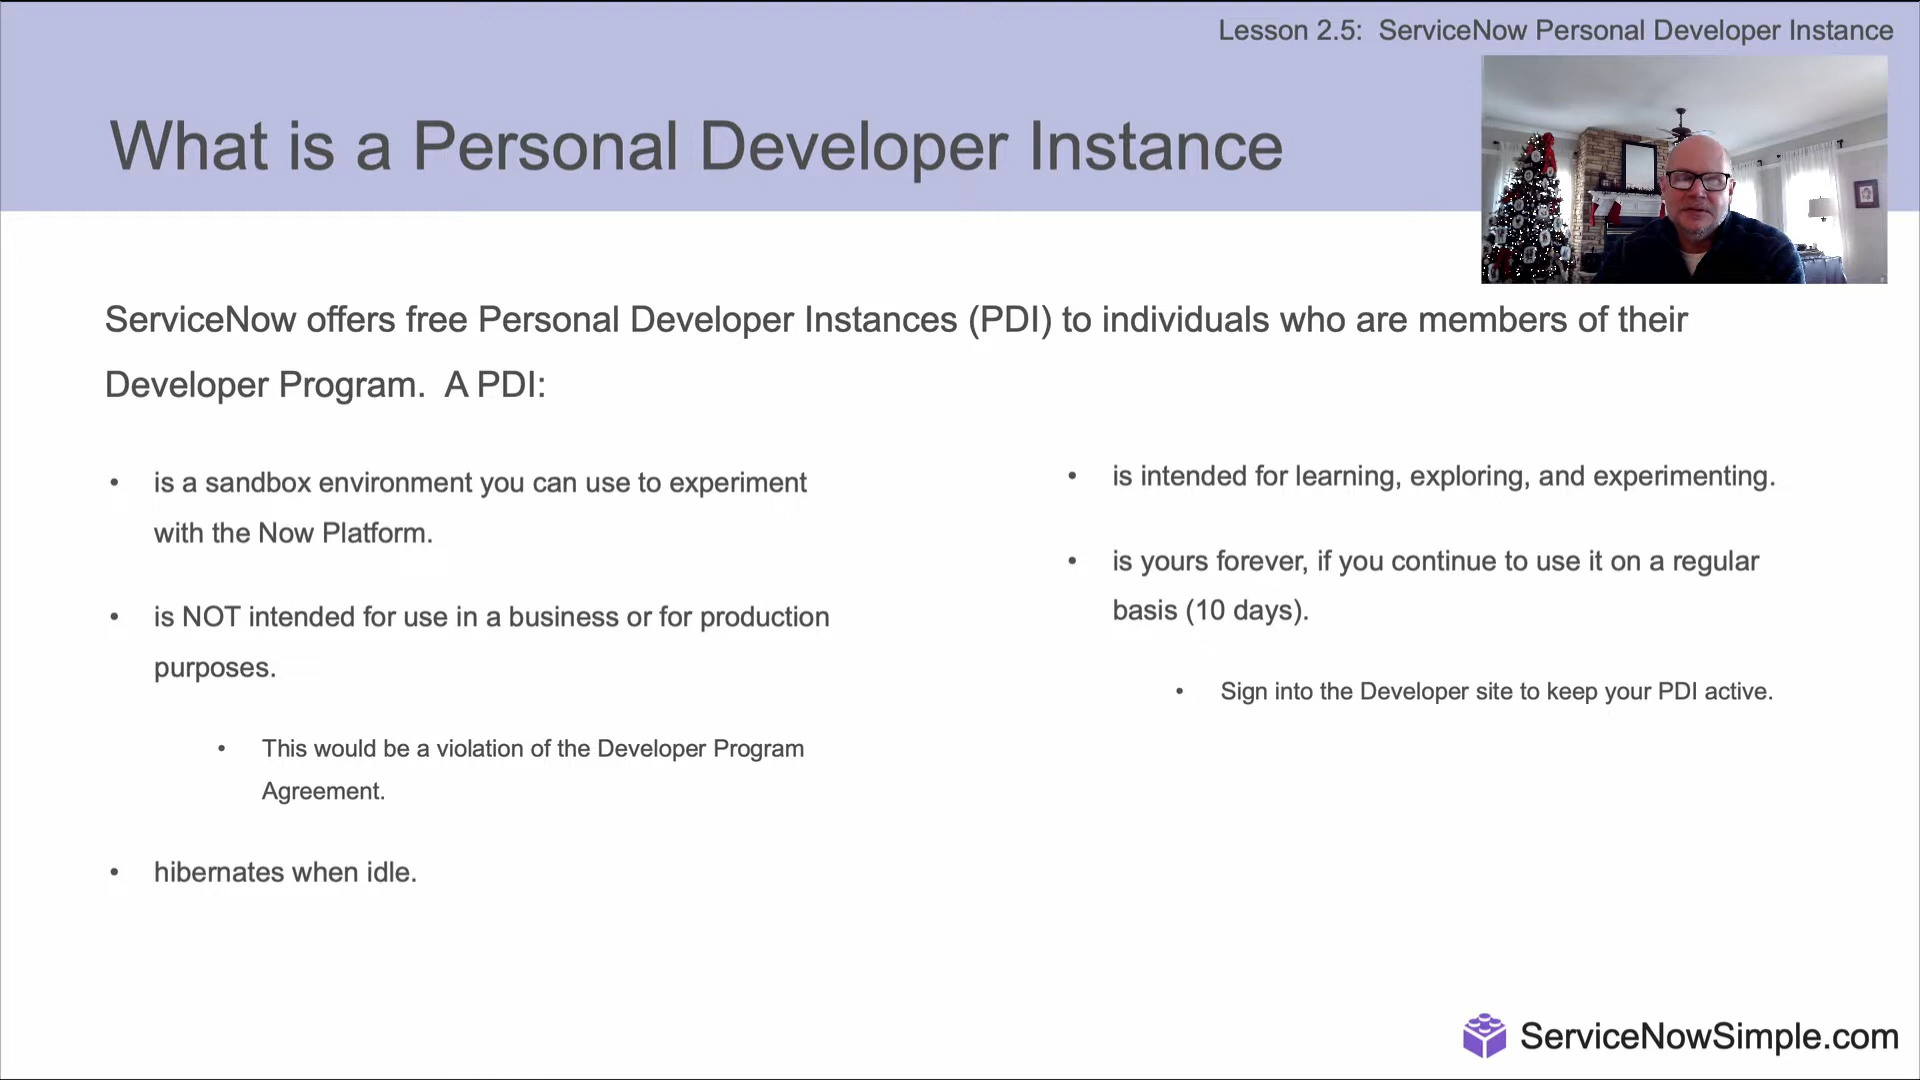 Lesson 2.5:  ServiceNow Personal Developer Instance
What is a Personal Developer Instance
ServiceNow offers free Personal Developer Instances (PDI) to individuals who are members of their
Developer Program.  A PDI:
• is a sandbox environment you can use to experiment
with the Now Platform.
• is NOT intended for use in a business or for production
purposes.
• This would be a violation of the Developer Program
Agreement.
• hibernates when idle.
• is intended for learning, exploring, and experimenting.
• is yours forever, if you continue to use it on a regular
basis (10 days).
• Sign into the Developer site to keep your PDI active.
ServiceNowSimple.com